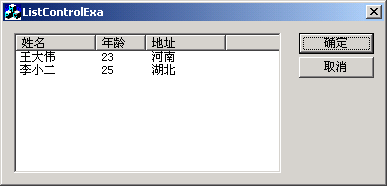 ListControlExa
姓名 年龄 地址
王大伟 23 河南
李小二 25 湖北
确定
取消